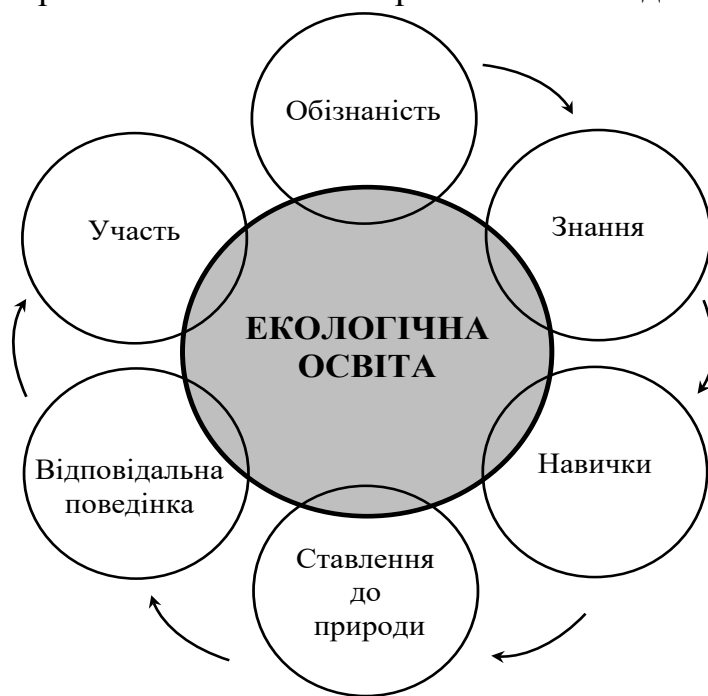 Обізнаність
Знання
Участь
ЕКОЛОГІЧНА
ОСВІТА
Навички
Відповідальна
поведінка
Ставлення
до
природи